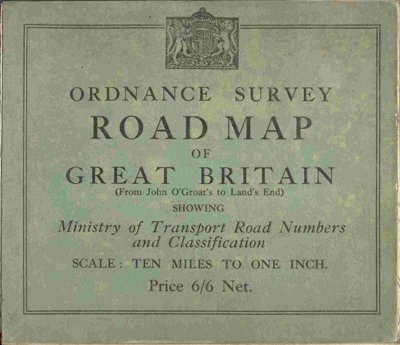 ORDNANCE SURVEY
ROAD MAP
OF
GREAT BRITAIN
(From John O'Groat's to Land's End)
SHOWING
Ministry of Transport Road Numbers
and Classification
SCALE: TEN MILES TO ONE INCH.
Price 6/6 Net.